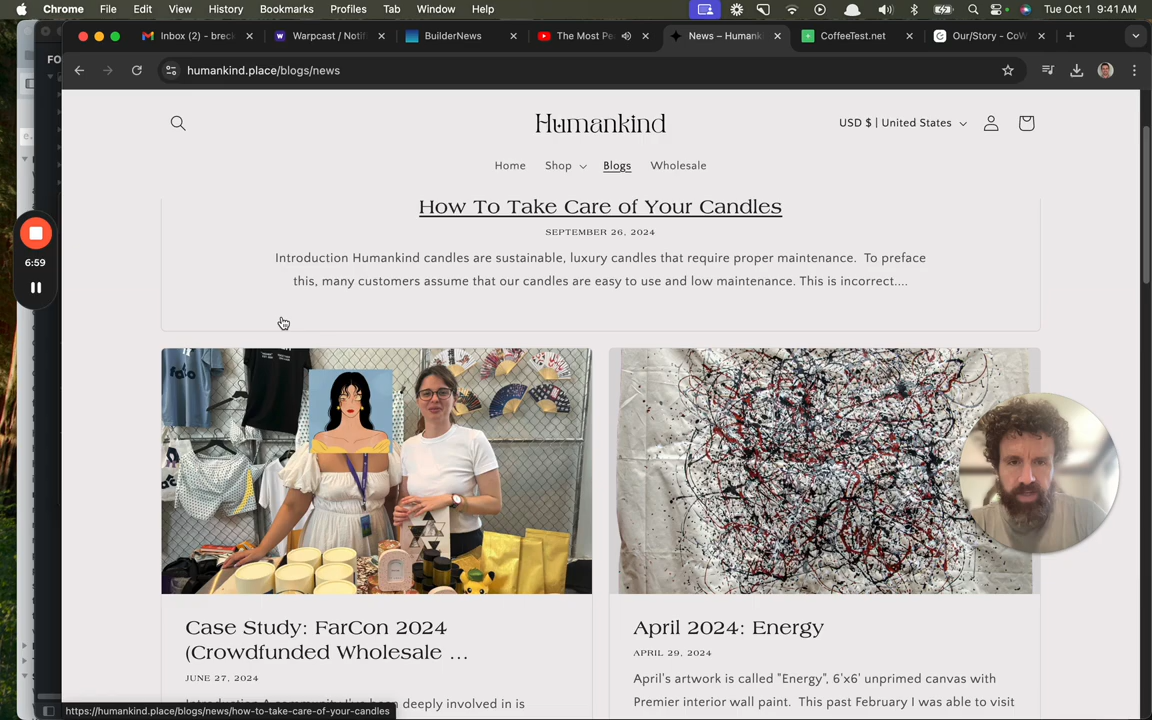 Chrome File Edit View History Bookmarks Profiles Tab Window Help Tue Oct 1 9:41 AM
Inbox (2) - breck
Warpcast / Notifi
BuilderNews
The Most Pe
News – Humanki
CoffeeTest.net
Our/Story - CoW
humankind.place/blogs/news
Humankind
USD $ | United States
Home Shop Blogs Wholesale
How To Take Care of Your Candles
SEPTEMBER 26, 2024
Introduction Humankind candles are sustainable, luxury candles that require proper maintenance. To preface
this, many customers assume that our candles are easy to use and low maintenance. This is incorrect....
6:59
Case Study: FarCon 2024
(Crowdfunded Wholesale ...
JUNE 27, 2024
Introduction A community I've been deeply involved in is
April 2024: Energy
APRIL 29, 2024
April's artwork is called "Energy", 6'x6' unprimed canvas with
Premier interior wall paint. This past February I was able to visit
https://humankind.place/blogs/news/how-to-take-care-of-your-candles